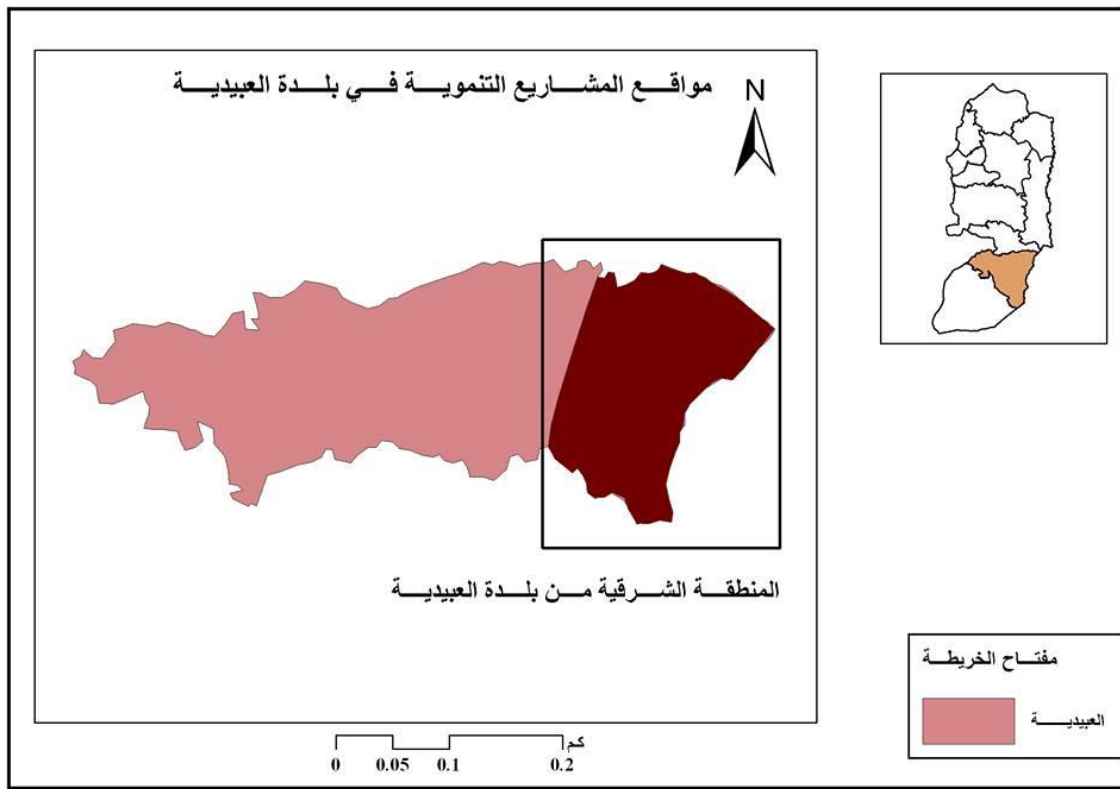 مواقع المشاريع التنموية في بلدة العبيدية
N
المنطقة الشرقية من بلدة العبيدية
مفتاح الخريطة
العبيدية
كم
0 0.05 0.1 0.2